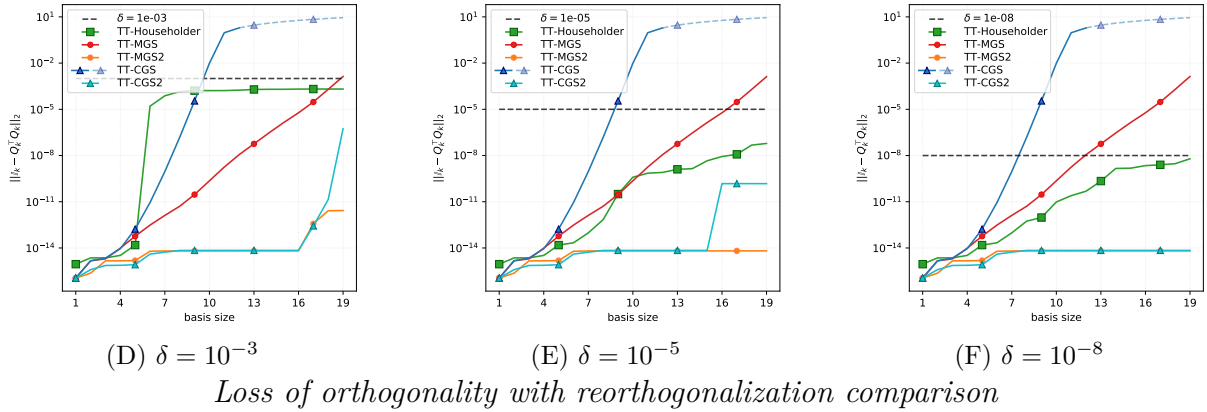 10^1
10^{-2}
10^{-5}
10^{-8}
10^{-11}
10^{-14}
||I_k − Q_k^⊤ Q_k||_2
δ = 1e-03
TT-Householder
TT-MGS
TT-MGS2
TT-CGS
TT-CGS2
1 4 7 10 13 16 19
basis size
(D) δ = 10^{−3}
10^1
10^{-2}
10^{-5}
10^{-8}
10^{-11}
10^{-14}
||I_k − Q_k^⊤ Q_k||_2
δ = 1e-05
TT-Householder
TT-MGS
TT-MGS2
TT-CGS
TT-CGS2
1 4 7 10 13 16 19
basis size
(E) δ = 10^{−5}
10^1
10^{-2}
10^{-5}
10^{-8}
10^{-11}
10^{-14}
||I_k − Q_k^⊤ Q_k||_2
δ = 1e-08
TT-Householder
TT-MGS
TT-MGS2
TT-CGS
TT-CGS2
1 4 7 10 13 16 19
basis size
(F) δ = 10^{−8}
Loss of orthogonality with reorthogonalization comparison